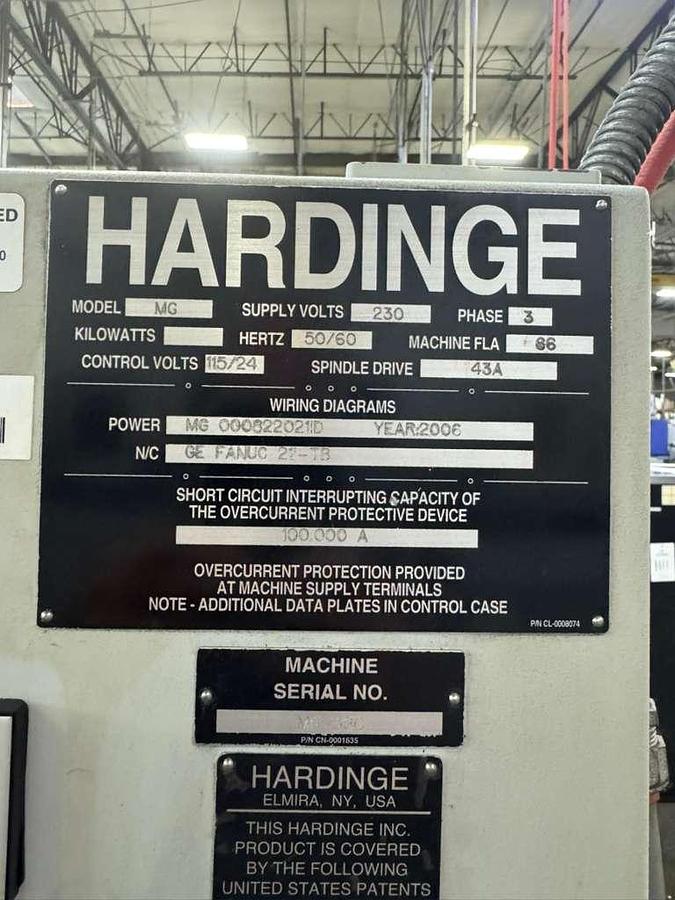 ED
0
HARDINGE
MODEL MG SUPPLY VOLTS 230 PHASE 3
KILOWATTS HERTZ 50/60 MACHINE FLA
CONTROL VOLTS 115/24 SPINDLE DRIVE 43A
WIRING DIAGRAMS
POWER MG YEAR:2006
N/C GE FANUC
SHORT CIRCUIT INTERRUPTING CAPACITY OF
THE OVERCURRENT PROTECTIVE DEVICE
100.000 A
OVERCURRENT PROTECTION PROVIDED
AT MACHINE SUPPLY TERMINALS
NOTE - ADDITIONAL DATA PLATES IN CONTROL CASE
P/N CL-0008074
MACHINE
SERIAL NO.
P/N CN-0001635
HARDINGE
ELMIRA, NY, USA
THIS HARDINGE INC.
PRODUCT IS COVERED
BY THE FOLLOWING
UNITED STATES PATENTS